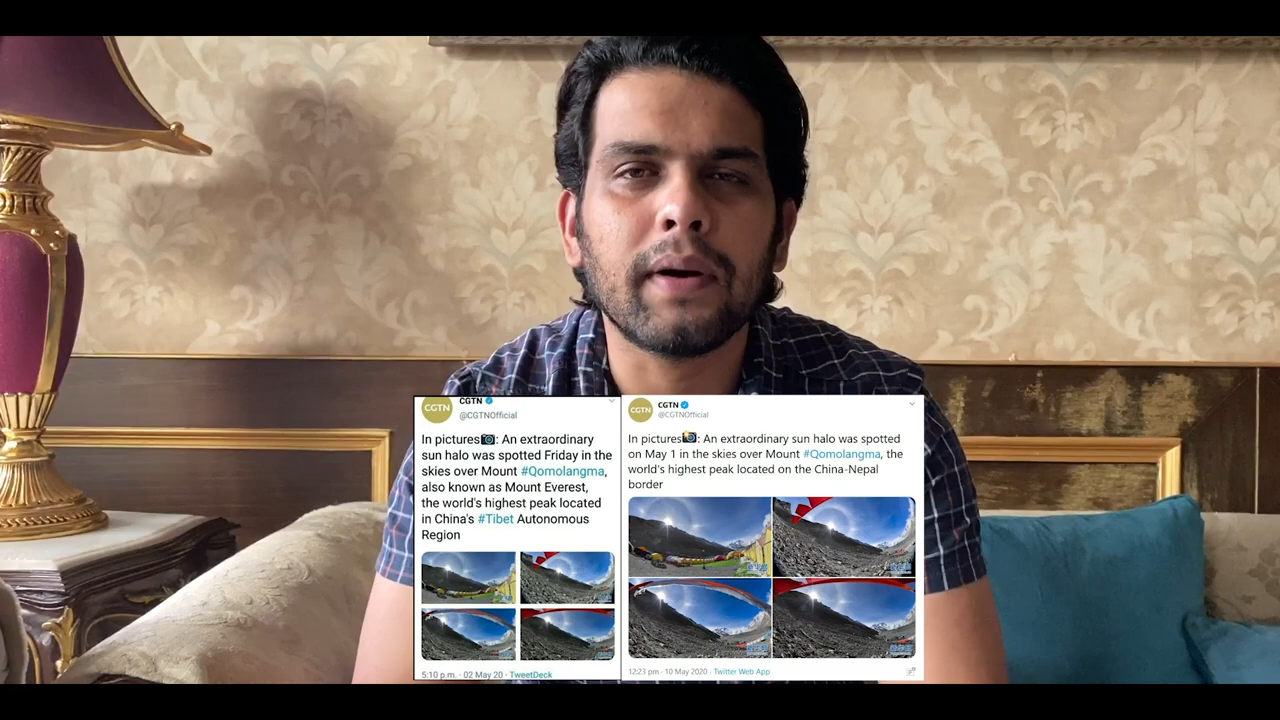 CGTN
CGTN
@CGTNOfficial
In pictures📷: An extraordinary
sun halo was spotted Friday in the
skies over Mount #Qomolangma,
also known as Mount Everest,
the world's highest peak located
in China's #Tibet Autonomous
Region
5:10 p.m. · 02 May 20 · TweetDeck
CGTN
CGTN
@CGTNOfficial
In pictures📷: An extraordinary sun halo was spotted
on May 1 in the skies over Mount #Qomolangma, the
world's highest peak located on the China-Nepal
border
12:23 pm · 10 May 2020 · Twitter Web App